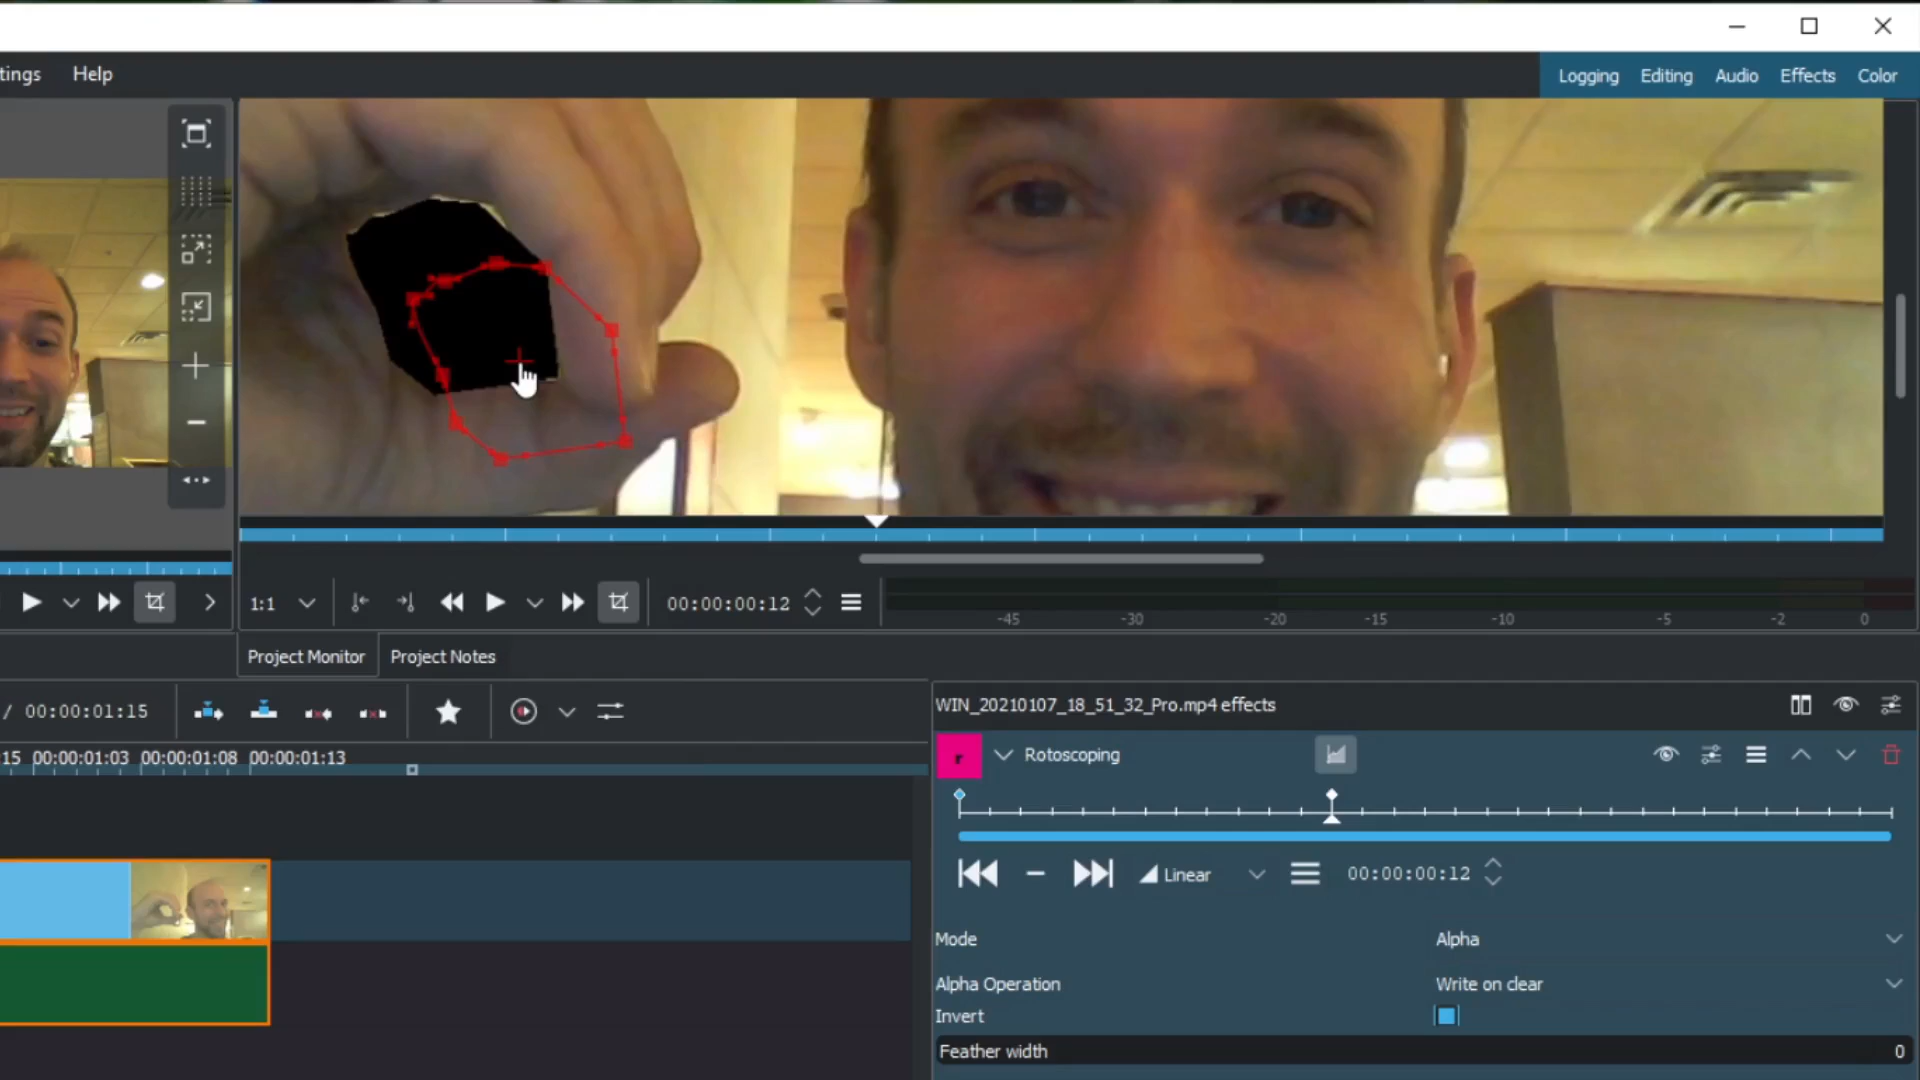 tings Help
Logging Editing Audio Effects Color
1:1
00:00:00:12
-45 -30 -20 -15 -10 -5 -2 0
Project Monitor Project Notes
/ 00:00:01:15
:15 00:00:01:03 00:00:01:08 00:00:01:13
WIN_20210107_18_51_32_Pro.mp4 effects
r Rotoscoping
Linear 00:00:00:12
Mode Alpha
Alpha Operation Write on clear
Invert
Feather width 0